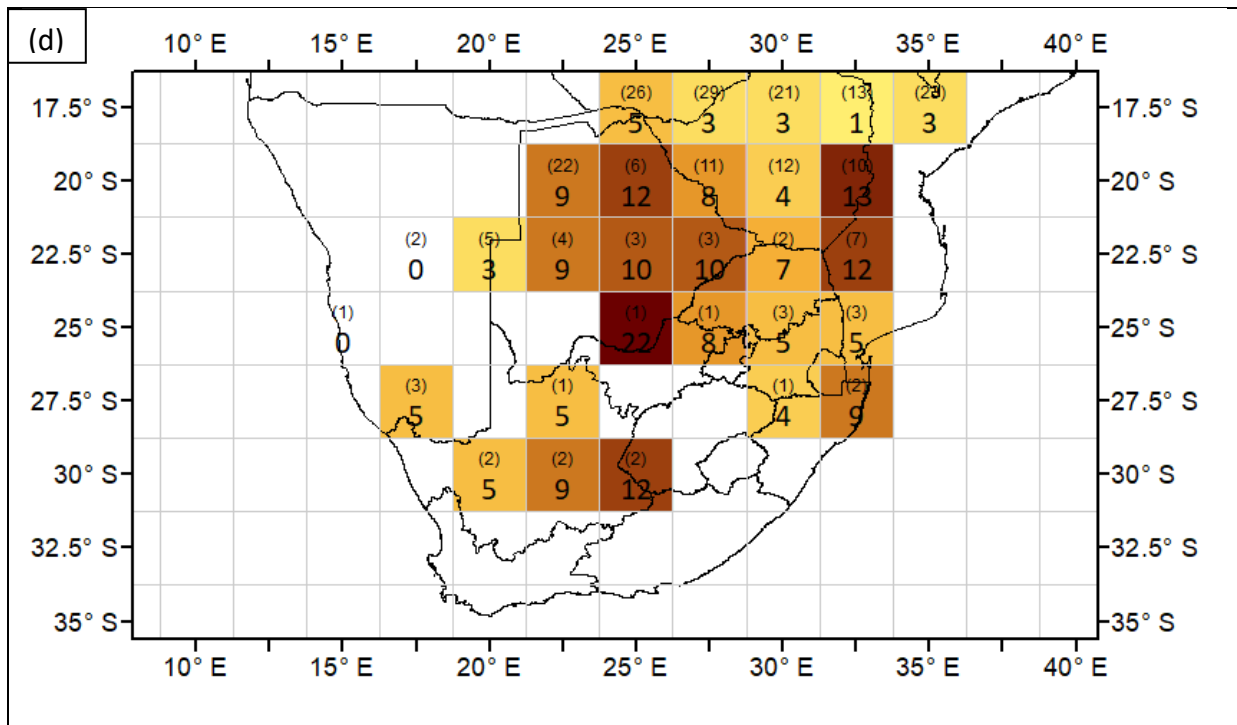 (d)
10° E 15° E 20° E 25° E 30° E 35° E 40° E
17.5° S (26) (29) (21) (13) 17.5° S
5 3 3 1 3
(22) (6) (11) (12) (10)
20° S 9 12 8 4 13 20° S
(2) (5) (4) (3) (3) (2) (7)
22.5° S 0 3 9 10 10 7 12 22.5° S
(1) (1) (1) (3) (3)
25° S 0 22 8 5 5 25° S
(3) (1) (1) (2)
27.5° S 5 5 4 9 27.5° S
(2) (2) (2)
30° S 5 9 12 30° S
32.5° S 32.5° S
35° S 35° S
10° E 15° E 20° E 25° E 30° E 35° E 40° E